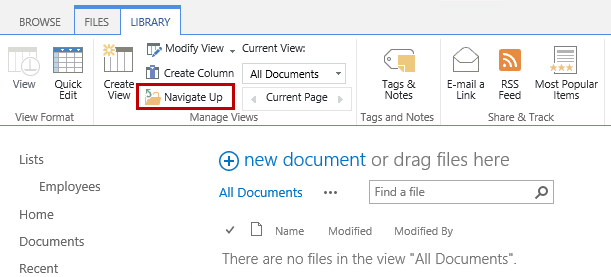 BROWSE FILES LIBRARY
View
Quick Edit
Create View
Modify View
Create Column
Navigate Up
Current View:
All Documents
Current Page
Tags & Notes
E-mail a Link
RSS Feed
Most Popular Items
View Format Manage Views Tags and Notes Share & Track
Lists
Employees
Home
Documents
Recent
new document or drag files here
All Documents ••• Find a file
Name Modified Modified By
There are no files in the view "All Documents".